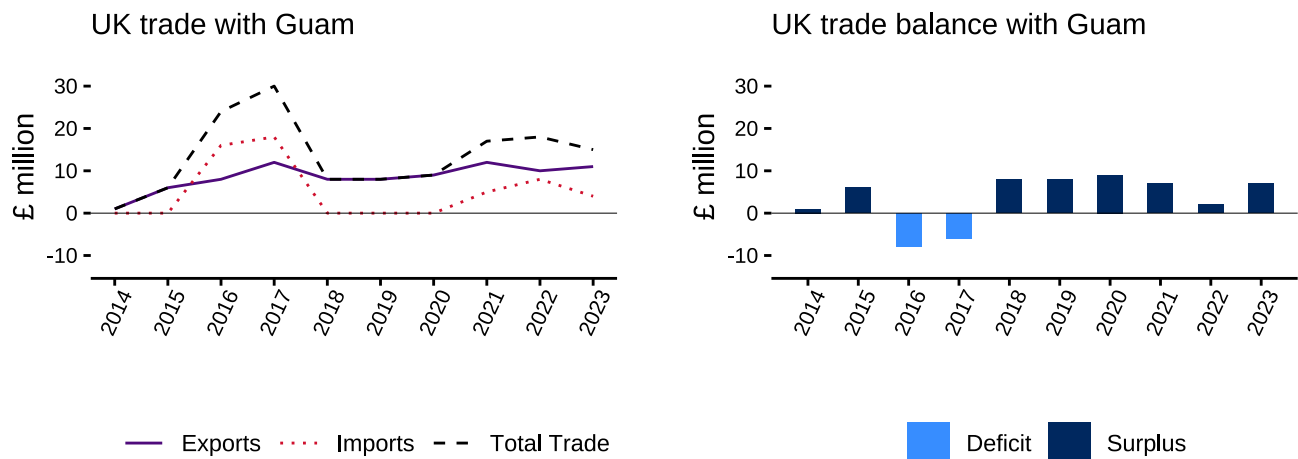 UK trade with Guam
£ million
30
20
10
0
-10
2014 2015 2016 2017 2018 2019 2020 2021 2022 2023
Exports Imports Total Trade
UK trade balance with Guam
£ million
30
20
10
0
-10
2014 2015 2016 2017 2018 2019 2020 2021 2022 2023
Deficit Surplus